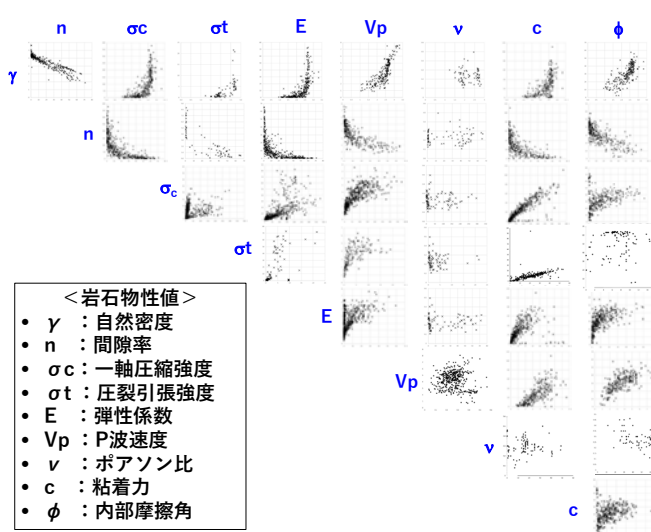 n σc σt E Vp ν c ϕ
γ
n
σc
σt
E
Vp
ν
c
＜岩石物性値＞
• γ ：自然密度
• n ：間隙率
• σc：一軸圧縮強度
• σt：圧裂引張強度
• E ：弾性係数
• Vp：P波速度
• ν ：ポアソン比
• c ：粘着力
• ϕ ：内部摩擦角